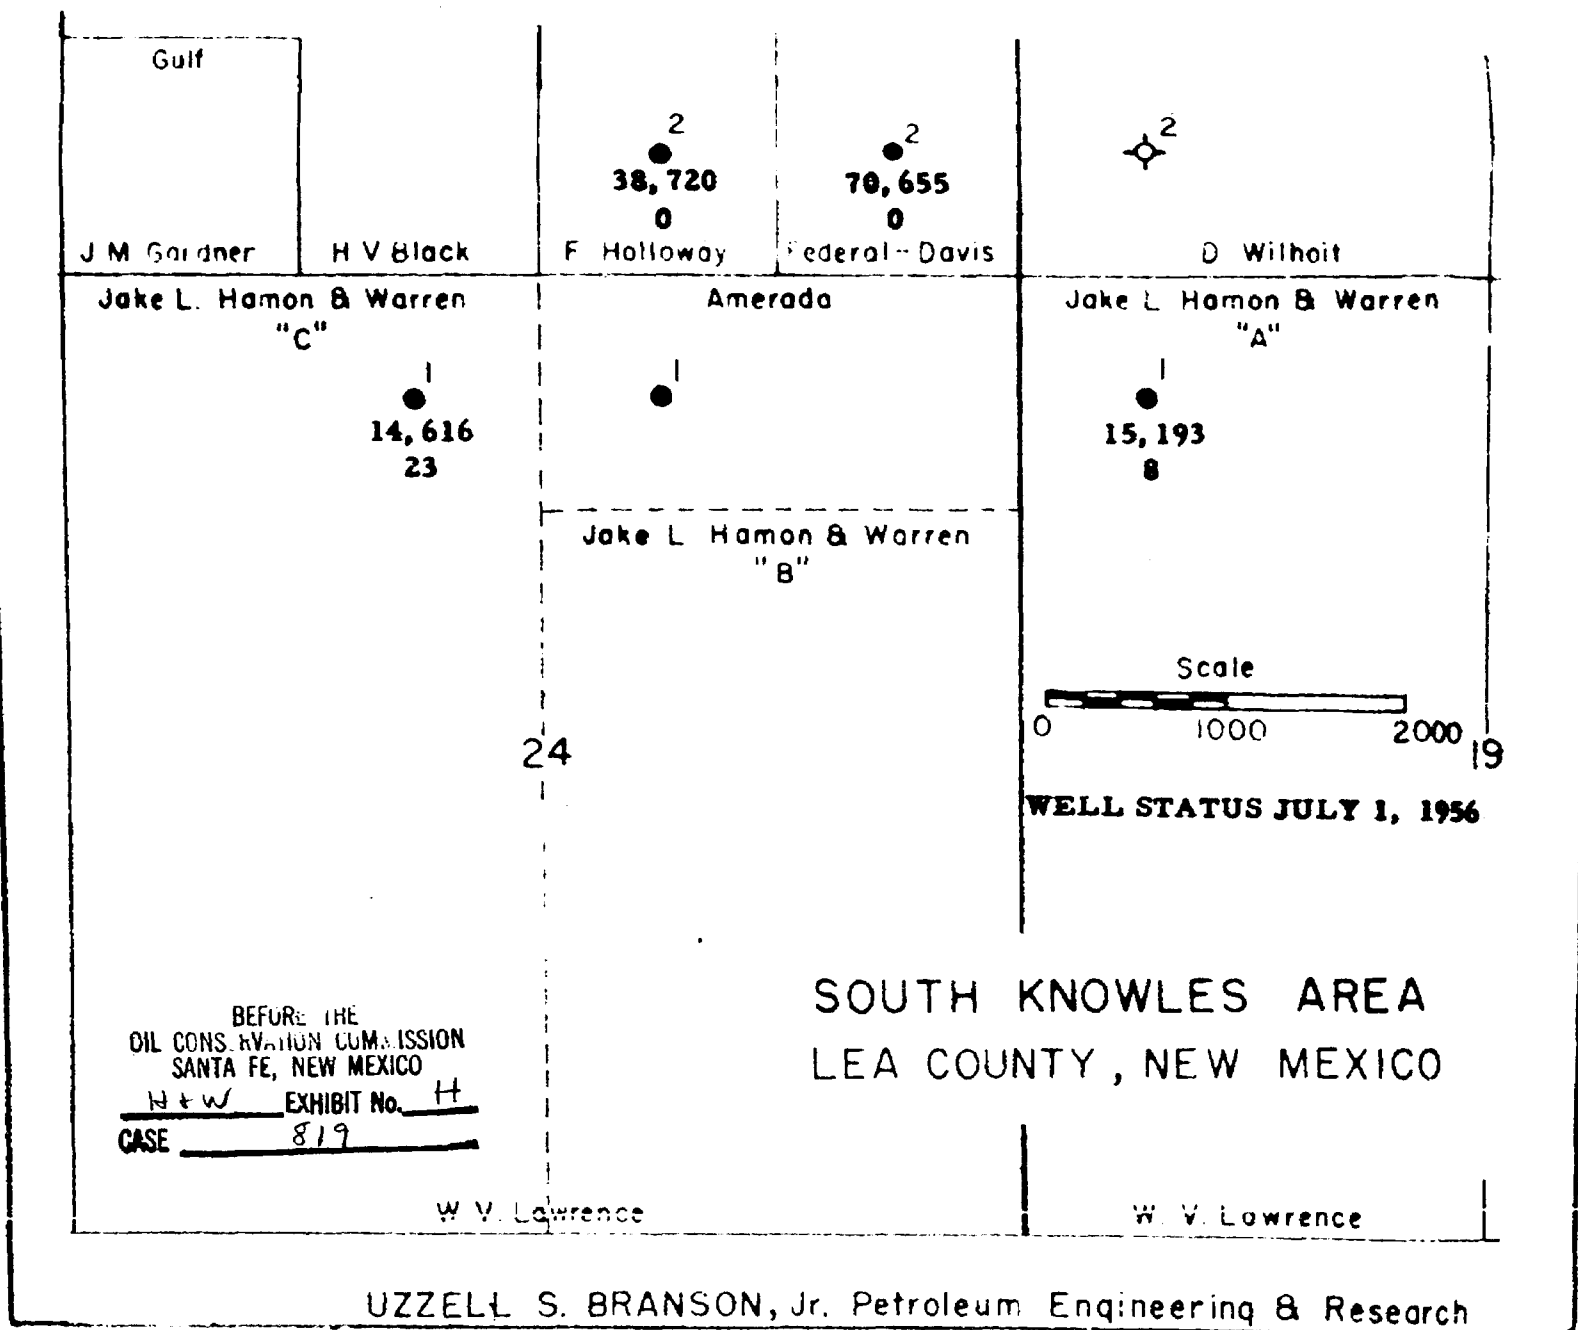 Gulf
2
38,720
0
2
70,655
0
2
J M Gardner
H V Black
F Holloway
Federal-Davis
D Wilhoit
Jake L. Hamon & Warren
"C"
Amerada
Jake L Hamon & Warren
"A"
1
14,616
23
1
1
15,193
8
Jake L Hamon & Warren
"B"
Scale
0 1000 2000
24
19
WELL STATUS JULY 1, 1956
SOUTH KNOWLES AREA
LEA COUNTY, NEW MEXICO
BEFORE THE
OIL CONSERVATION COMMISSION
SANTA FE, NEW MEXICO
H+W EXHIBIT No. H
CASE 819
W. V. Lawrence
W. V. Lawrence
UZZELL S. BRANSON, Jr. Petroleum Engineering & Research